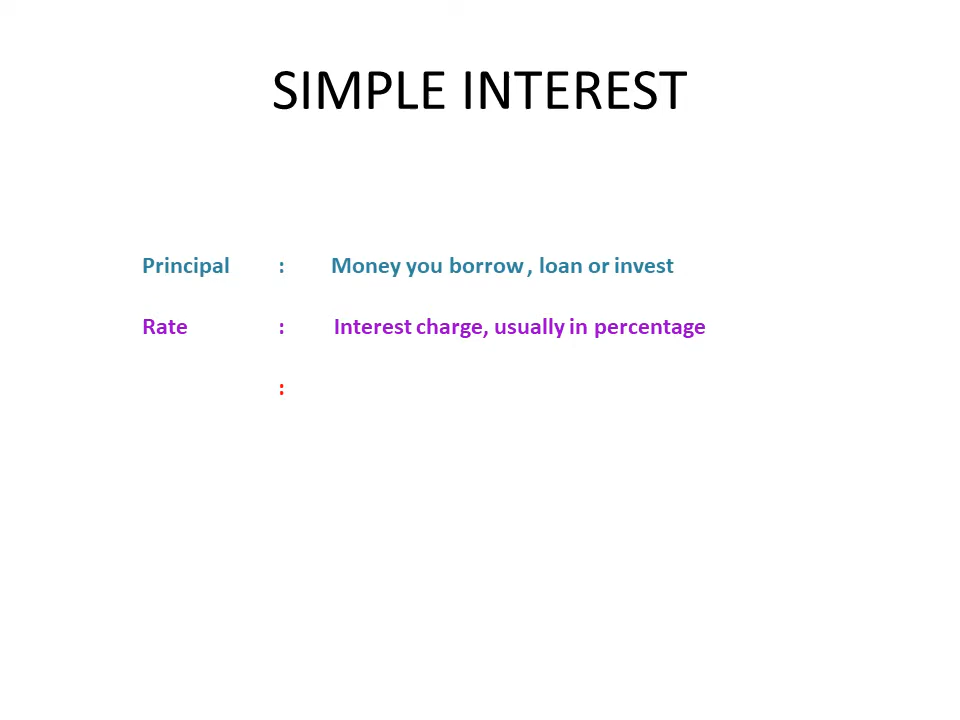 SIMPLE INTEREST
Principal : Money you borrow , loan or invest
Rate : Interest charge, usually in percentage
: